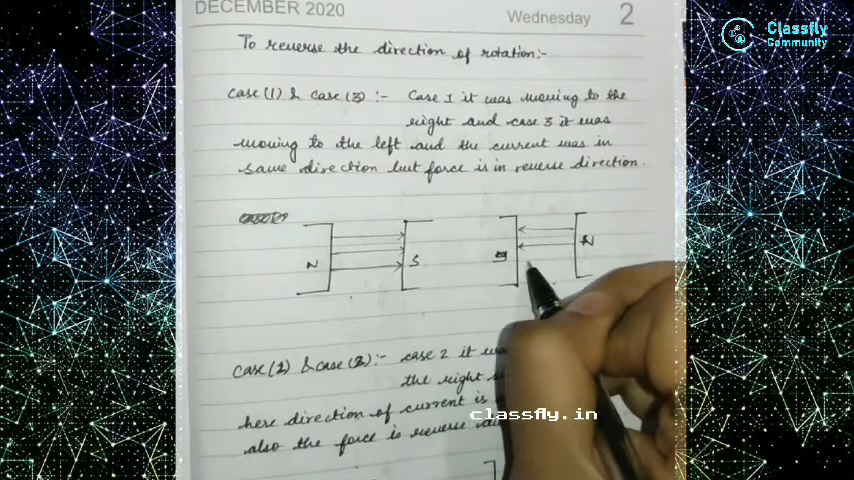 DECEMBER 2020
Wednesday 2
Classfly
Community
To reverse the direction of rotation:-
case(1) & case(3) :- Case 1 it was moving to the
right and case 3 it was
moving to the left and the current was in
same direction but force is in reverse direction.
N S N
case(2) & case(3):- case 2 it
the right
here direction of current is
also the force is reverse
classfly.in